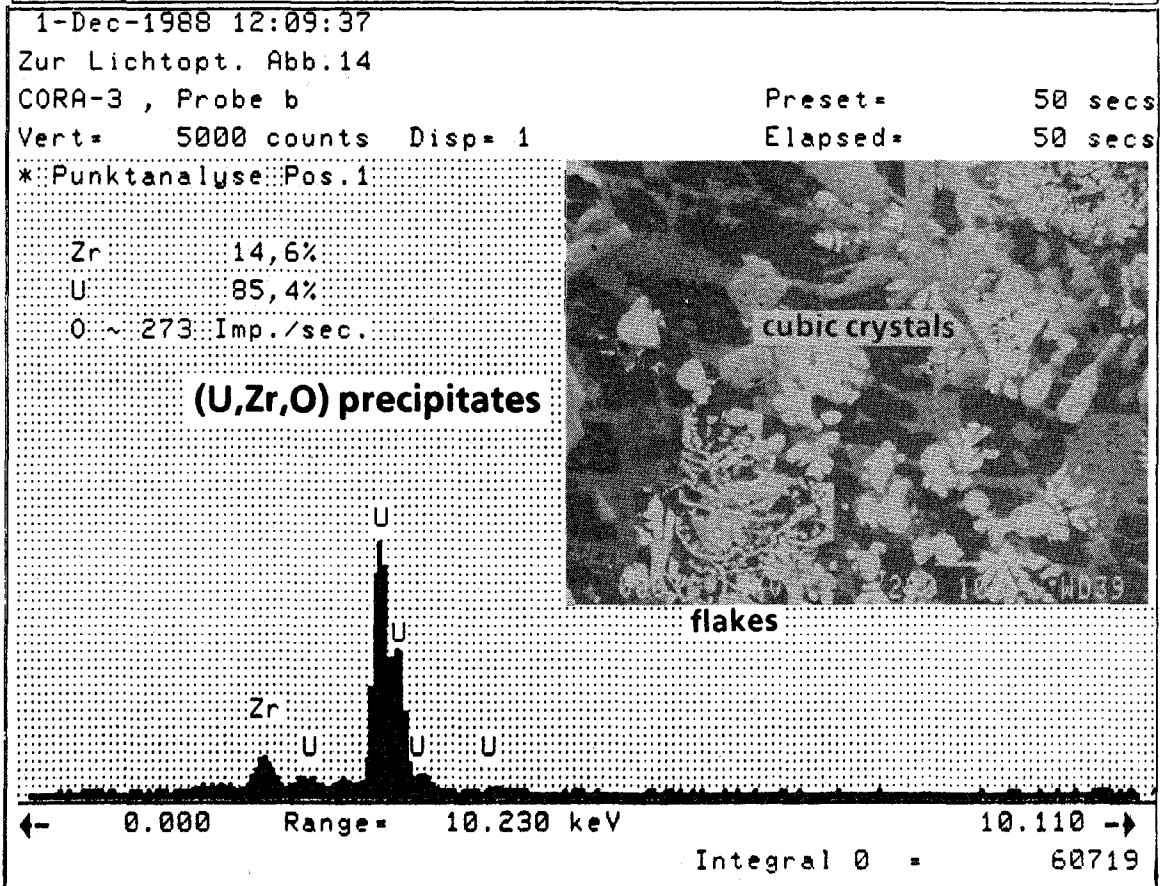 1-Dec-1988 12:09:37
Zur Lichtopt. Abb.14
CORA-3 , Probe b
Preset= 50 secs
Vert= 5000 counts Disp= 1
Elapsed= 50 secs
* Punktanalyse Pos.1
Zr 14,6%
U 85,4%
O ~ 273 Imp./sec.
(U,Zr,O) precipitates
cubic crystals
WD39
flakes
U
U
Zr
U
U
U
0.000 Range= 10.230 keV 10.110
Integral 0 = 60719